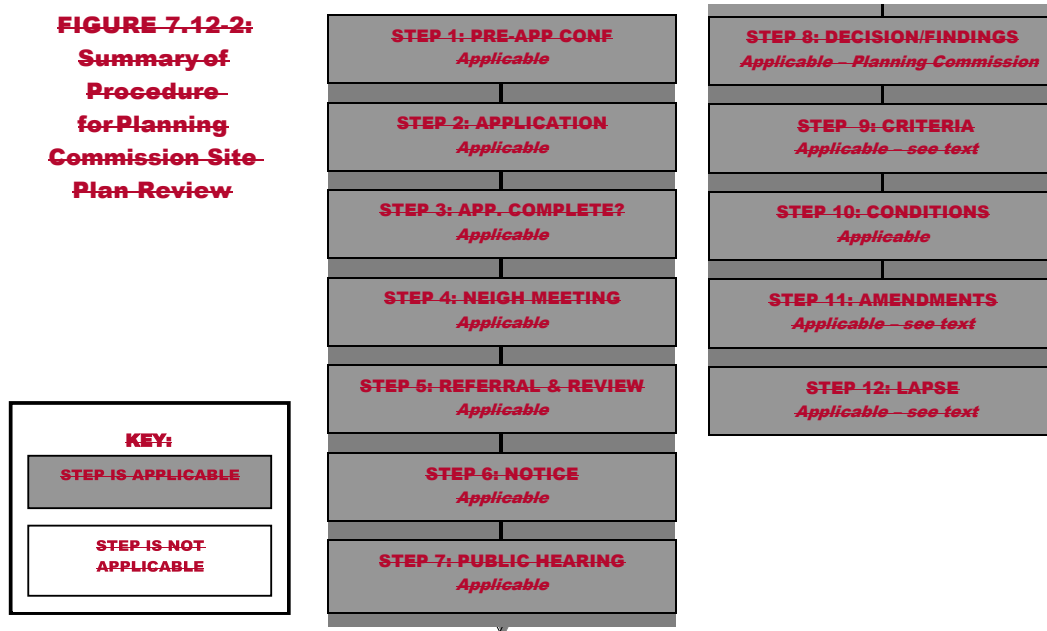 FIGURE 7.12-2:
Summary of
Procedure
for Planning
Commission Site
Plan Review
KEY:
STEP IS APPLICABLE
STEP IS NOT
APPLICABLE
STEP 1: PRE-APP CONF
Applicable
STEP 2: APPLICATION
Applicable
STEP 3: APP. COMPLETE?
Applicable
STEP 4: NEIGH MEETING
Applicable
STEP 5: REFERRAL & REVIEW
Applicable
STEP 6: NOTICE
Applicable
STEP 7: PUBLIC HEARING
Applicable
STEP 8: DECISION/FINDINGS
Applicable – Planning Commission
STEP 9: CRITERIA
Applicable – see text
STEP 10: CONDITIONS
Applicable
STEP 11: AMENDMENTS
Applicable – see text
STEP 12: LAPSE
Applicable – see text